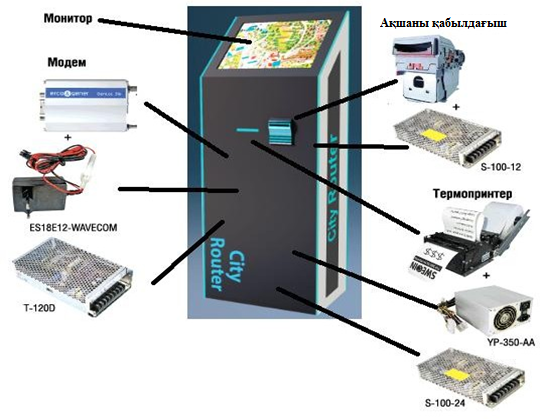 Монитор
Ақшаны қабылдағыш
Модем
+
+
S-100-12
ES18E12-WAVECOM
Термопринтер
City Router
SWECOIN
+
City
Router
T-120D
YP-350-AA
S-100-24